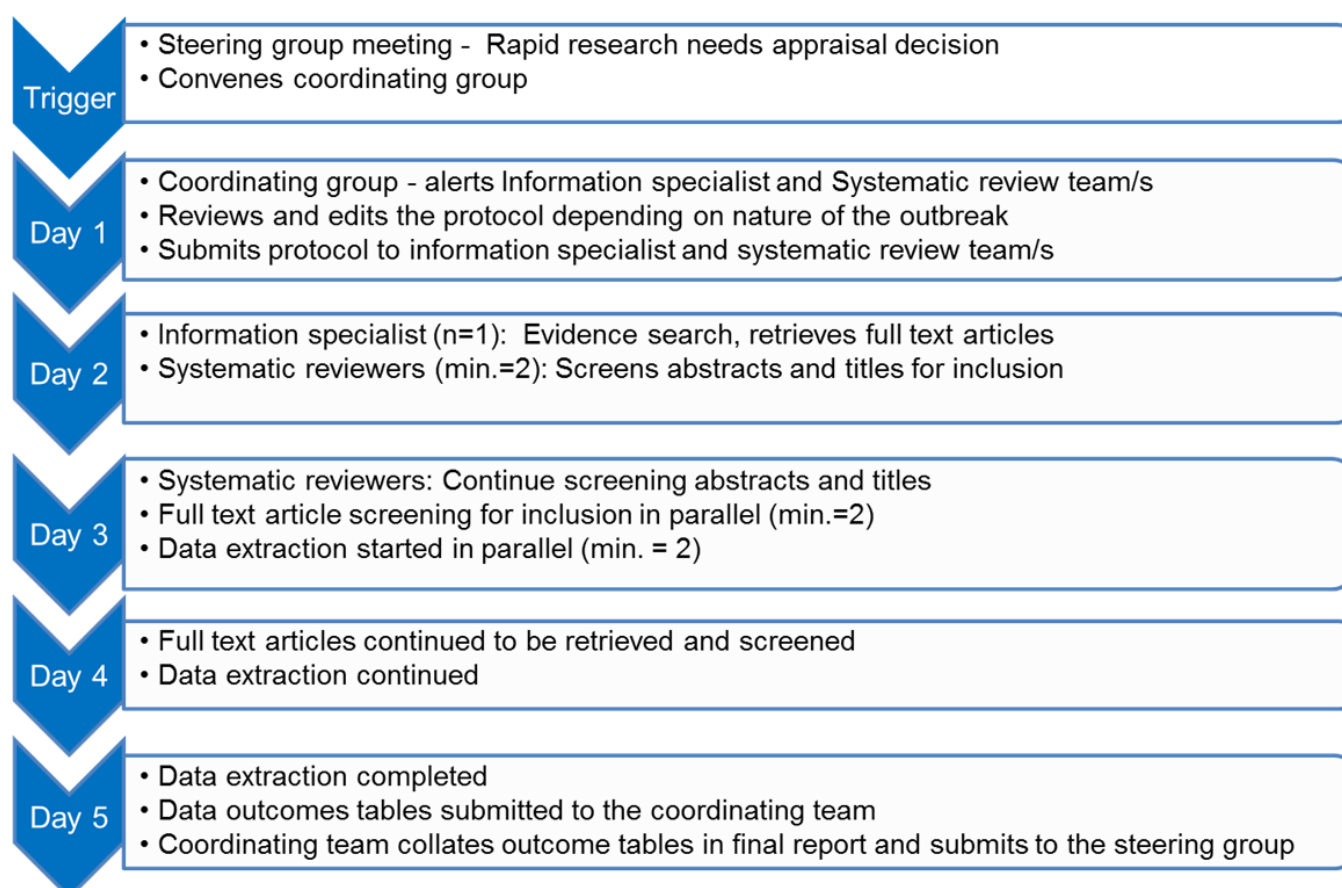 Trigger
• Steering group meeting - Rapid research needs appraisal decision
• Convenes coordinating group
Day 1
• Coordinating group - alerts Information specialist and Systematic review team/s
• Reviews and edits the protocol depending on nature of the outbreak
• Submits protocol to information specialist and systematic review team/s
Day 2
• Information specialist (n=1): Evidence search, retrieves full text articles
• Systematic reviewers (min.=2): Screens abstracts and titles for inclusion
Day 3
• Systematic reviewers: Continue screening abstracts and titles
• Full text article screening for inclusion in parallel (min.=2)
• Data extraction started in parallel (min. = 2)
Day 4
• Full text articles continued to be retrieved and screened
• Data extraction continued
Day 5
• Data extraction completed
• Data outcomes tables submitted to the coordinating team
• Coordinating team collates outcome tables in final report and submits to the steering group